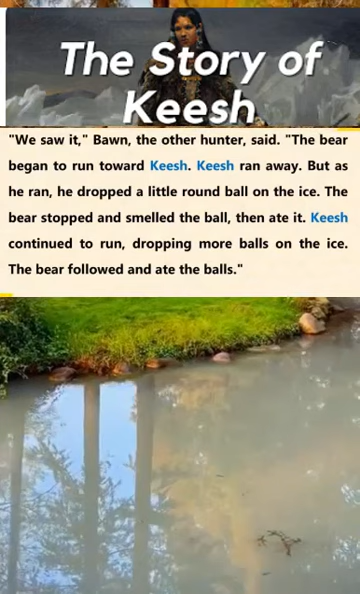 The Story of
Keesh
"We saw it," Bawn, the other hunter, said. "The bear
began to run toward Keesh. Keesh ran away. But as
he ran, he dropped a little round ball on the ice. The
bear stopped and smelled the ball, then ate it. Keesh
continued to run, dropping more balls on the ice.
The bear followed and ate the balls."